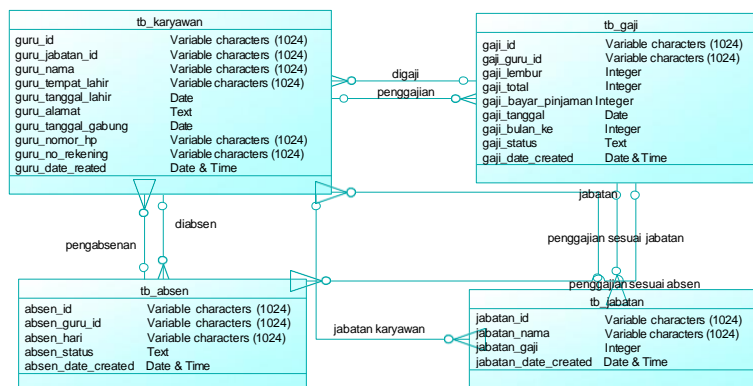 tb_karyawan
guru_id Variable characters (1024)
guru_jabatan_id Variable characters (1024)
guru_nama Variable characters (1024)
guru_tempat_lahir Variable characters (1024)
guru_tanggal_lahir Date
guru_alamat Text
guru_tanggal_gabung Date
guru_nomor_hp Variable characters (1024)
guru_no_rekening Variable characters (1024)
guru_date_reated Date & Time
tb_gaji
gaji_id Variable characters (1024)
gaji_guru_id Variable characters (1024)
gaji_lembur Integer
gaji_total Integer
gaji_bayar_pinjaman Integer
gaji_tanggal Date
gaji_bulan_ke Integer
gaji_status Text
gaji_date_created Date & Time
digaji
penggajian
jabatan
diabsen
pengabsenan
penggajian sesuai jabatan
penggajian sesuai absen
jabatan karyawan
tb_absen
absen_id Variable characters (1024)
absen_guru_id Variable characters (1024)
absen_hari Variable characters (1024)
absen_status Text
absen_date_created Date & Time
tb_jabatan
jabatan_id Variable characters (1024)
jabatan_nama Variable characters (1024)
jabatan_gaji Integer
jabatan_date_created Date & Time